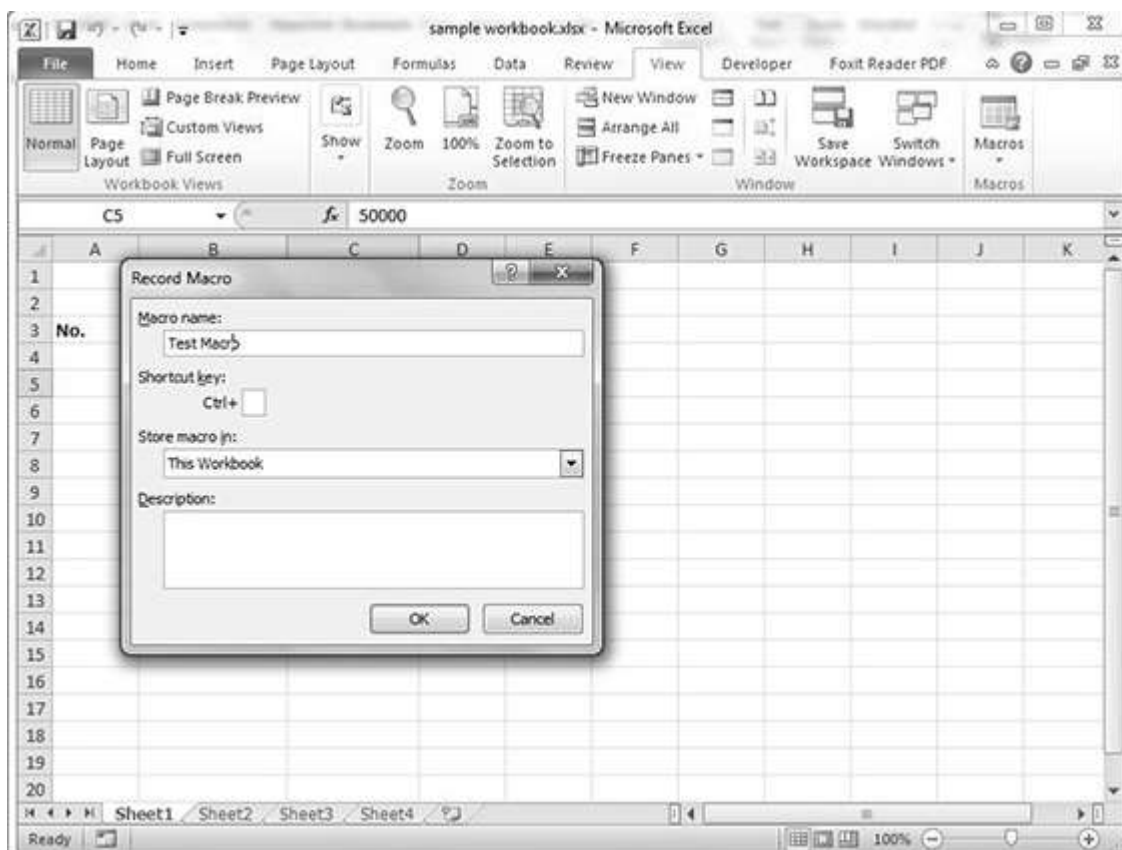 sample workbook.xlsx - Microsoft Excel
File Home Insert Page Layout Formulas Data Review View Developer Foxit Reader PDF
Normal
Page Layout
Page Break Preview
Custom Views
Full Screen
Workbook Views
Show
Zoom
100%
Zoom to Selection
Zoom
New Window
Arrange All
Freeze Panes
Save Workspace
Switch Windows
Window
Macros
Macros
C5 fx 50000
A B C D E F G H I J K
1
2
3 No.
4
5
6
7
8
9
10
11
12
13
14
15
16
17
18
19
20
Record Macro
Macro name:
Test Macro
Shortcut key:
Ctrl+
Store macro in:
This Workbook
Description:
OK Cancel
Sheet1 Sheet2 Sheet3 Sheet4
Ready 100%